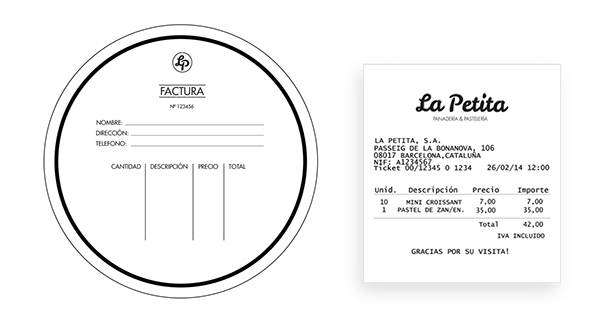 LP
FACTURA
Nº 123456
NOMBRE:
DIRECCIÓN:
TELEFONO:
CANTIDAD DESCRIPCIÓN PRECIO TOTAL
La Petita
PANADERÍA & PASTELERÍA
LA PETITA, S.A.
PASSEIG DE LA BONANOVA, 106
08017 BARCELONA,CATALUÑA
NIF: A1234567
Ticket 00/12345 0 1234 26/02/14 12:00
Unid. Descripción Precio Importe
10 MINI CROISSANT 7,00 7,00
1 PASTEL DE ZAN/EN. 35,00 35,00
Total 42,00
IVA INCLUIDO
GRACIAS POR SU VISITA!